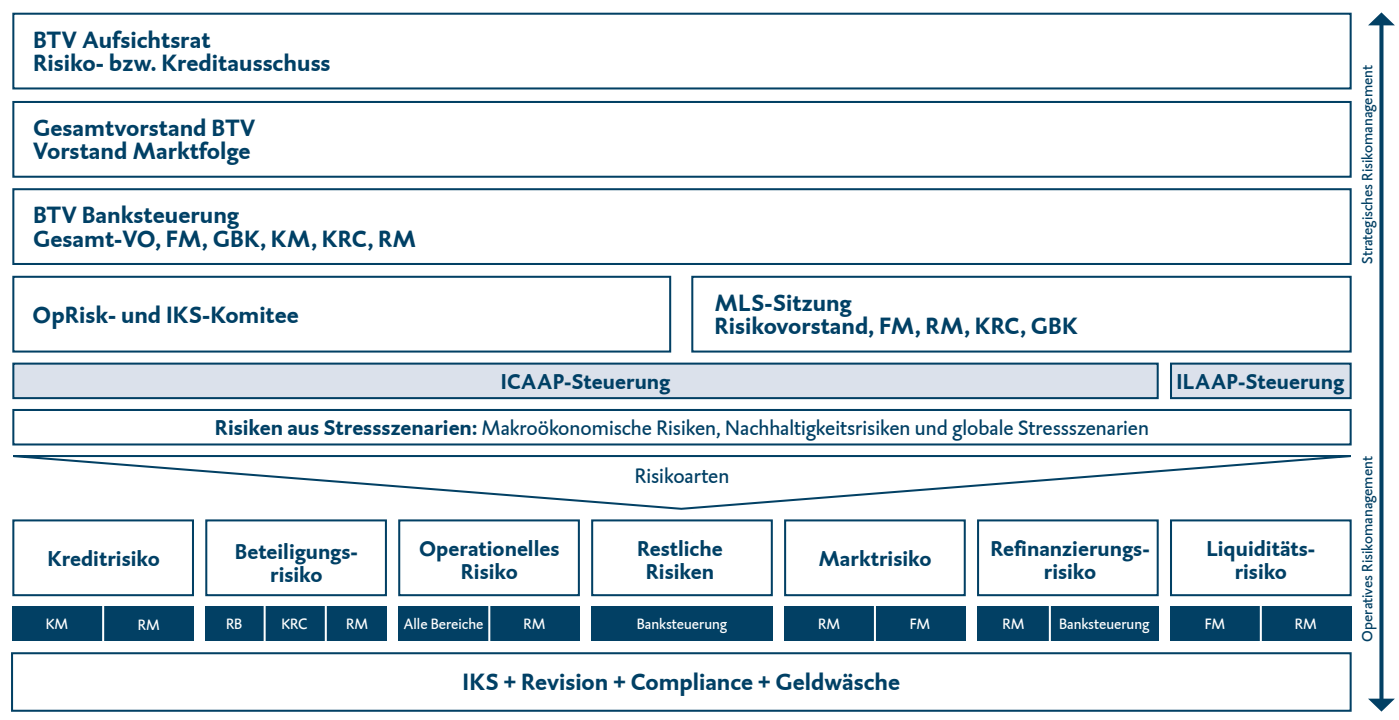 BTV Aufsichtsrat
Risiko- bzw. Kreditausschuss
Gesamtvorstand BTV
Vorstand Marktfolge
BTV Banksteuerung
Gesamt-VO, FM, GBK, KM, KRC, RM
OpRisk- und IKS-Komitee
MLS-Sitzung
Risikovorstand, FM, RM, KRC, GBK
ICAAP-Steuerung
ILAAP-Steuerung
Risiken aus Stressszenarien: Makroökonomische Risiken, Nachhaltigkeitsrisiken und globale Stressszenarien
Risikoarten
Kreditrisiko
KM
RM
Beteiligungs-
risiko
RB
KRC
RM
Operationelles
Risiko
Alle Bereiche
RM
Restliche
Risiken
Banksteuerung
Marktrisiko
RM
FM
Refinanzierungs-
risiko
RM
Banksteuerung
Liquiditäts-
risiko
FM
RM
IKS + Revision + Compliance + Geldwäsche
Strategisches Risikomanagement
Operatives Risikomanagement